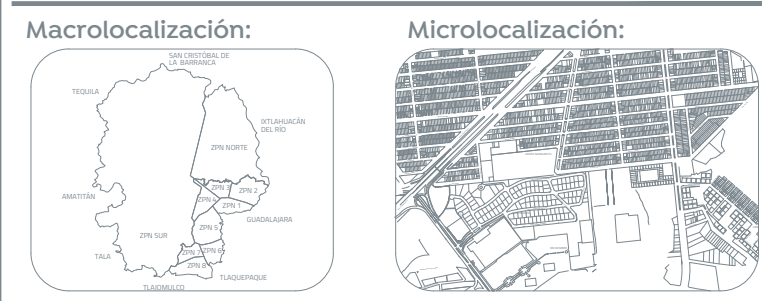 Macrolocalización:
Microlocalización:
SAN CRISTÓBAL DE
LA BARRANCA
TEQUILA
IXTLAHUACÁN
DEL RÍO
ZPN NORTE
ZPN 3
ZPN 2
ZPN 4
ZPN 1
AMATITÁN
GUADALAJARA
ZPN 5
ZPN SUR
ZPN 7
ZPN 6
TALA
ZPN 8
TLAQUEPAQUE
TLAJOMULCO